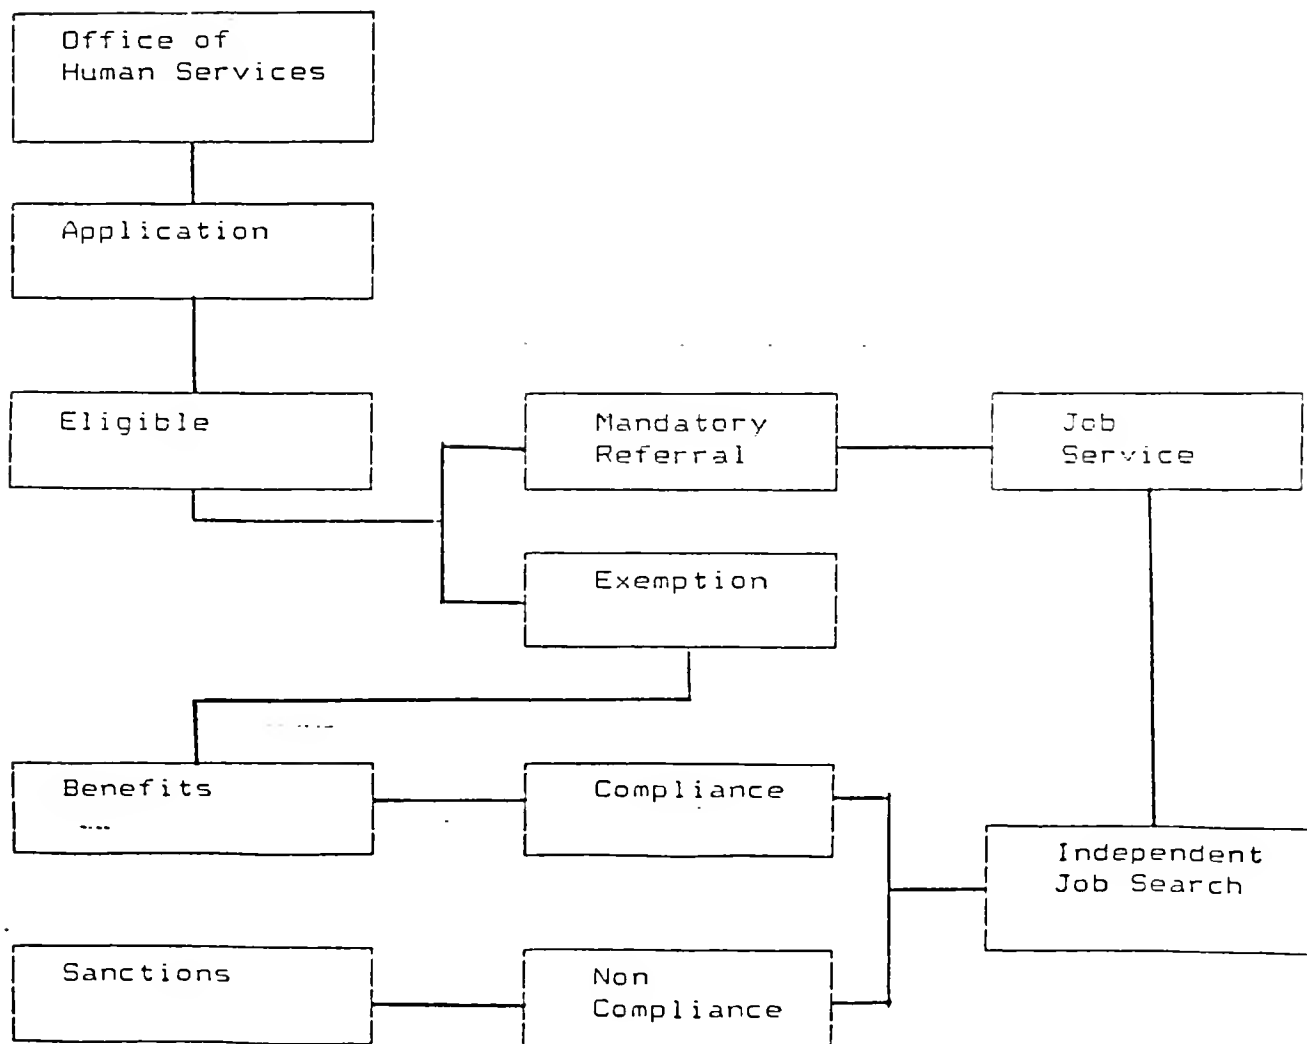 Office of
Human Services
Application
Eligible
Mandatory
Referral
Job
Service
Exemption
Benefits
Compliance
Independent
Job Search
Sanctions
Non
Compliance